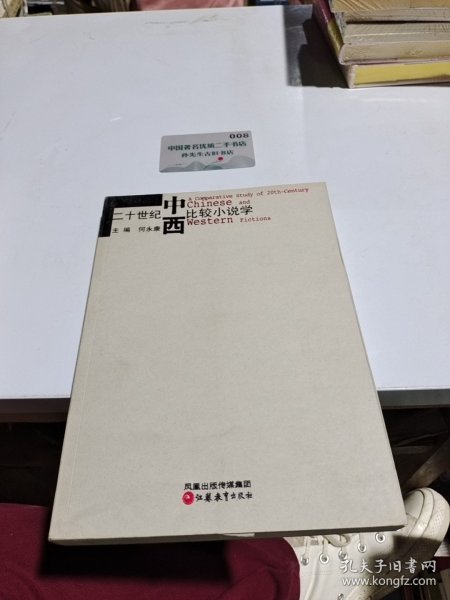 008
中国著名优质二手书店
孙先生古旧书店
A Comparative Study of 20th-Century
Chinese and
二十世纪中西比较小说学
Western Fictions
主编 何永康
凤凰出版传媒集团
江苏教育出版社
孔夫子旧书网
www.kongfz.com